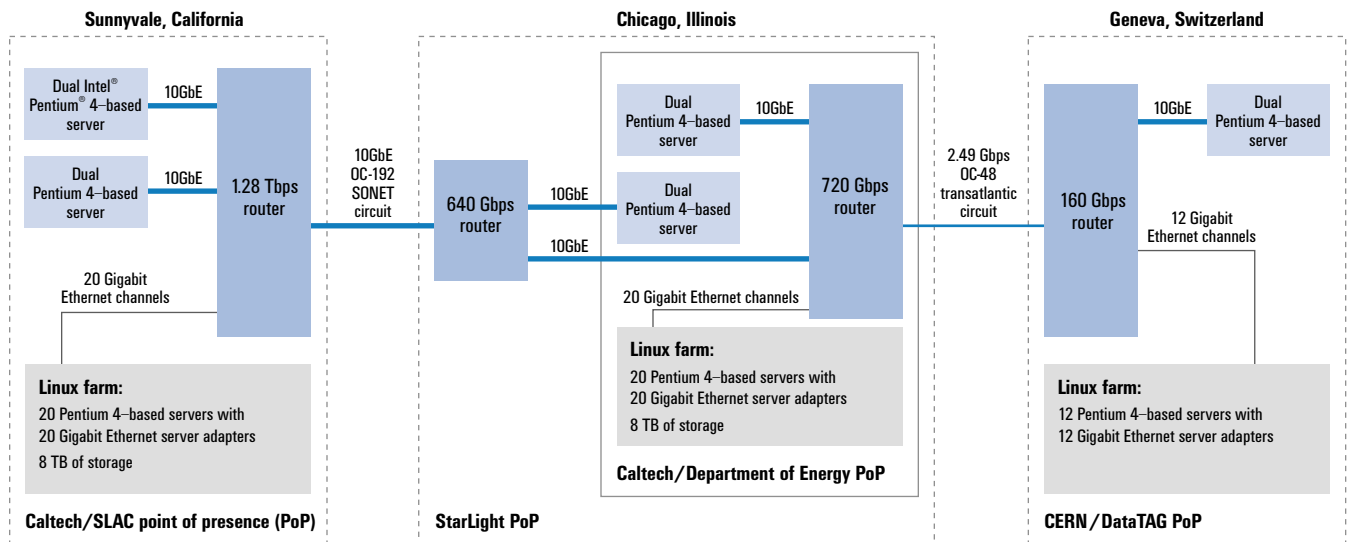 Sunnyvale, California
Dual Intel®
Pentium® 4–based
server
10GbE
Dual
Pentium 4–based
server
10GbE
1.28 Tbps
router
20 Gigabit
Ethernet channels
Linux farm:
20 Pentium 4–based servers with
20 Gigabit Ethernet server adapters
8 TB of storage
Caltech/SLAC point of presence (PoP)
10GbE
OC-192
SONET
circuit
Chicago, Illinois
640 Gbps
router
10GbE
10GbE
Dual
Pentium 4–based
server
10GbE
Dual
Pentium 4–based
server
720 Gbps
router
20 Gigabit Ethernet channels
Linux farm:
20 Pentium 4–based servers with
20 Gigabit Ethernet server adapters
8 TB of storage
Caltech/Department of Energy PoP
StarLight PoP
2.49 Gbps
OC-48
transatlantic
circuit
Geneva, Switzerland
160 Gbps
router
10GbE
Dual
Pentium 4–based
server
12 Gigabit
Ethernet channels
Linux farm:
12 Pentium 4–based servers with
12 Gigabit Ethernet server adapters
CERN/DataTAG PoP